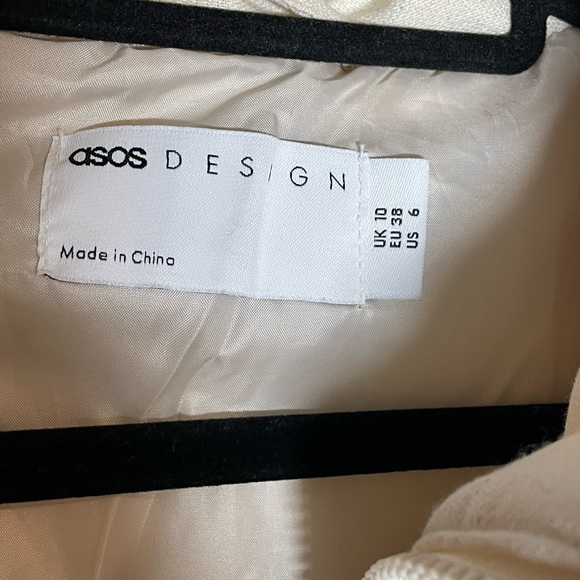 asos DESIGN
Made in China
UK 10
EU 38
US 6